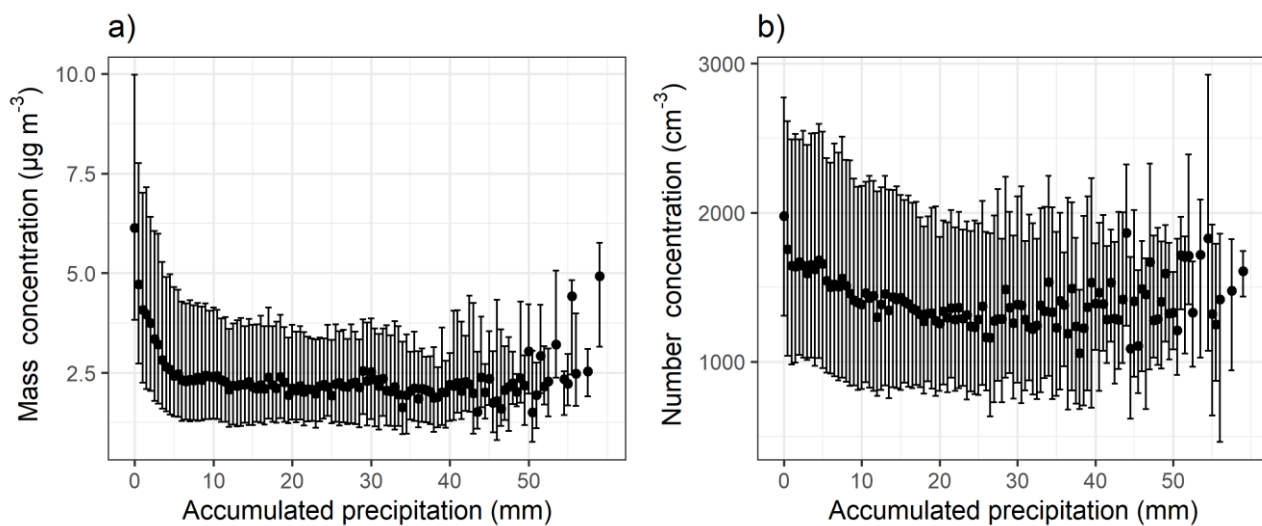 a)
Mass concentration (µg m⁻³)
10.0
7.5
5.0
2.5
0 10 20 30 40 50
Accumulated precipitation (mm)
b)
Number concentration (cm⁻³)
3000
2000
1000
0 10 20 30 40 50
Accumulated precipitation (mm)